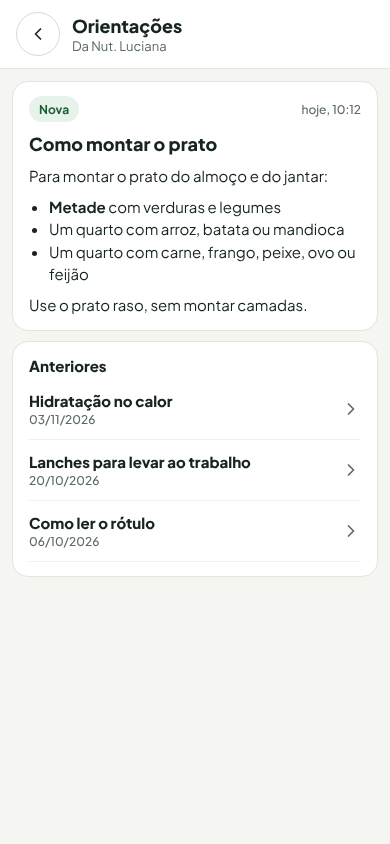 Orientações
Da Nut. Luciana
Nova
hoje, 10:12
Como montar o prato
Para montar o prato do almoço e do jantar:
• Metade com verduras e legumes
• Um quarto com arroz, batata ou mandioca
• Um quarto com carne, frango, peixe, ovo ou
feijão
Use o prato raso, sem montar camadas.
Anteriores
Hidratação no calor
03/11/2026
Lanches para levar ao trabalho
20/10/2026
Como ler o rótulo
06/10/2026